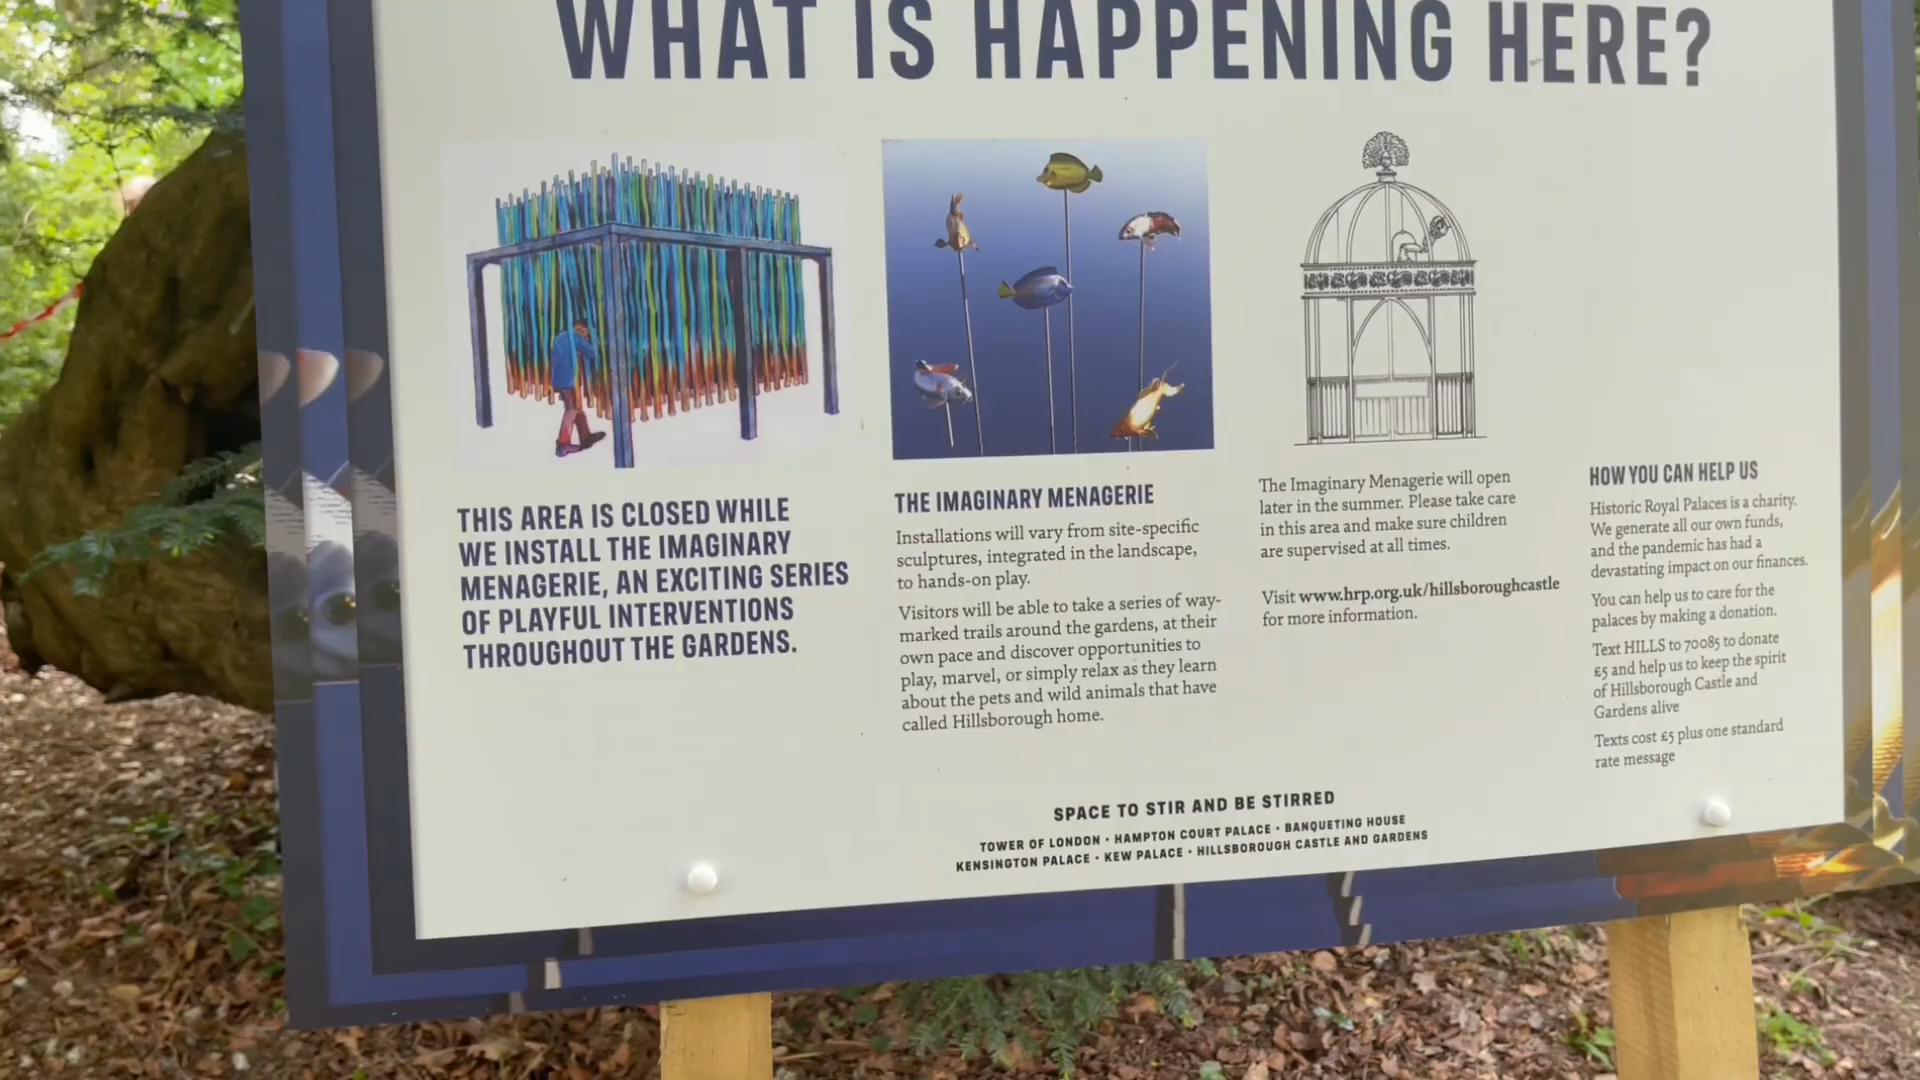 WHAT IS HAPPENING HERE?
THIS AREA IS CLOSED WHILE
WE INSTALL THE IMAGINARY
MENAGERIE, AN EXCITING SERIES
OF PLAYFUL INTERVENTIONS
THROUGHOUT THE GARDENS.
THE IMAGINARY MENAGERIE
Installations will vary from site-specific
sculptures, integrated in the landscape,
to hands-on play.
Visitors will be able to take a series of way-
marked trails around the gardens, at their
own pace and discover opportunities to
play, marvel, or simply relax as they learn
about the pets and wild animals that have
called Hillsborough home.
The Imaginary Menagerie will open
later in the summer. Please take care
in this area and make sure children
are supervised at all times.
Visit www.hrp.org.uk/hillsboroughcastle
for more information.
HOW YOU CAN HELP US
Historic Royal Palaces is a charity.
We generate all our own funds,
and the pandemic has had a
devastating impact on our finances.
You can help us to care for the
palaces by making a donation.
Text HILLS to 70085 to donate
£5 and help us to keep the spirit
of Hillsborough Castle and
Gardens alive
Texts cost £5 plus one standard
rate message
SPACE TO STIR AND BE STIRRED
TOWER OF LONDON • HAMPTON COURT PALACE • BANQUETING HOUSE
KENSINGTON PALACE • KEW PALACE • HILLSBOROUGH CASTLE AND GARDENS